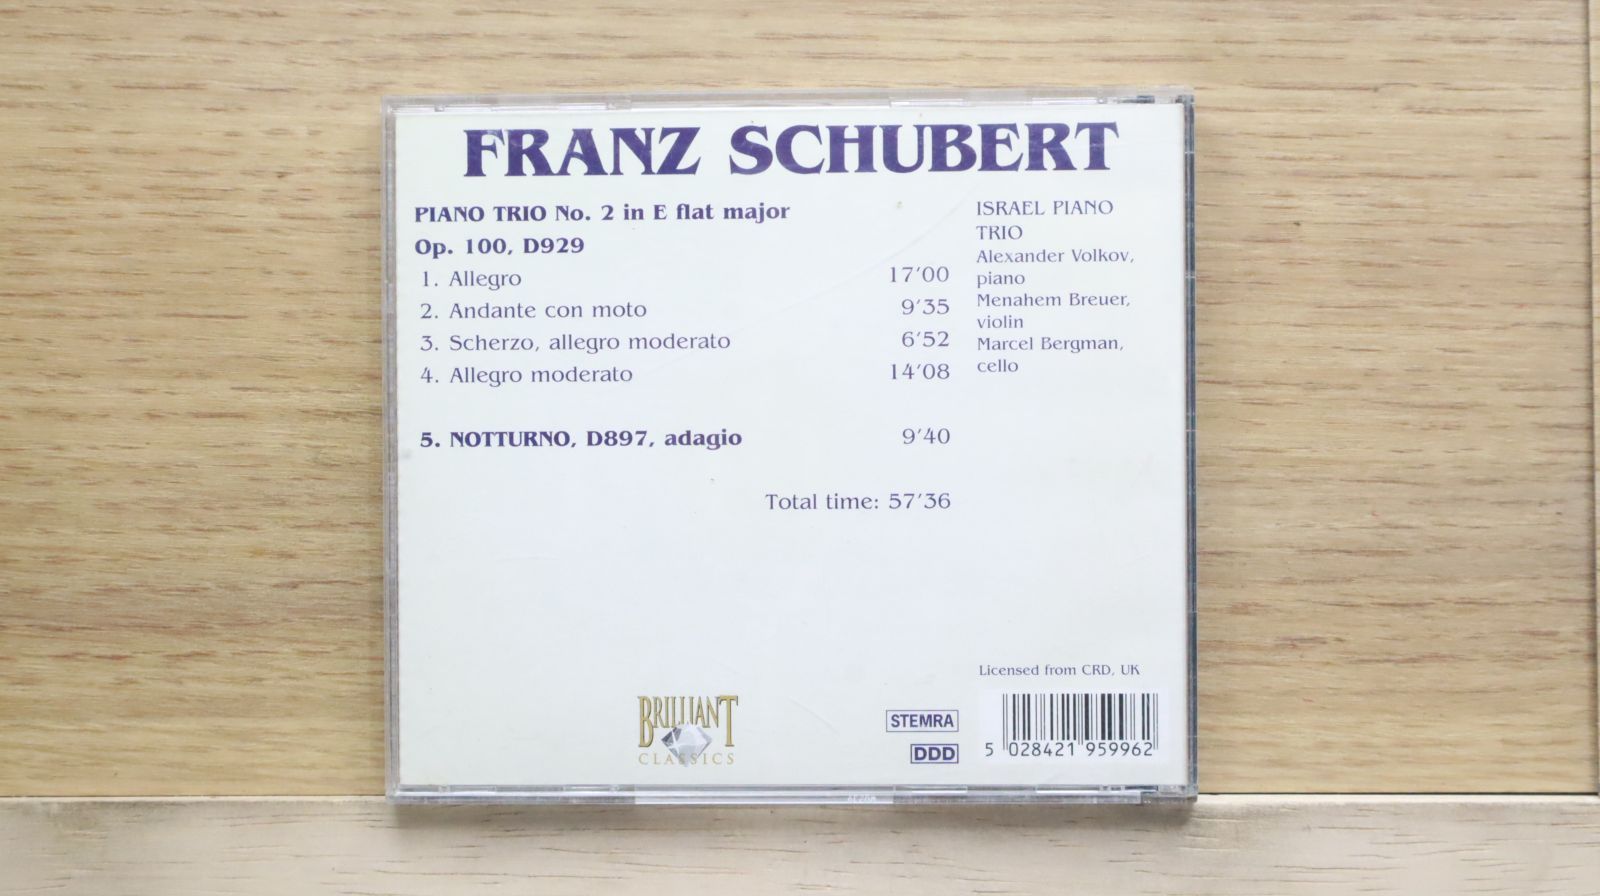 FRANZ SCHUBERT
PIANO TRIO No. 2 in E flat major
Op. 100, D929
1. Allegro 17'00
2. Andante con moto 9'35
3. Scherzo, allegro moderato 6'52
4. Allegro moderato 14'08
5. NOTTURNO, D897, adagio 9'40
Total time: 57'36
ISRAEL PIANO
TRIO
Alexander Volkov,
piano
Menahem Breuer,
violin
Marcel Bergman,
cello
Licensed from CRD, UK
BRILLIANT
CLASSICS
STEMRA
DDD
5 028421 959962